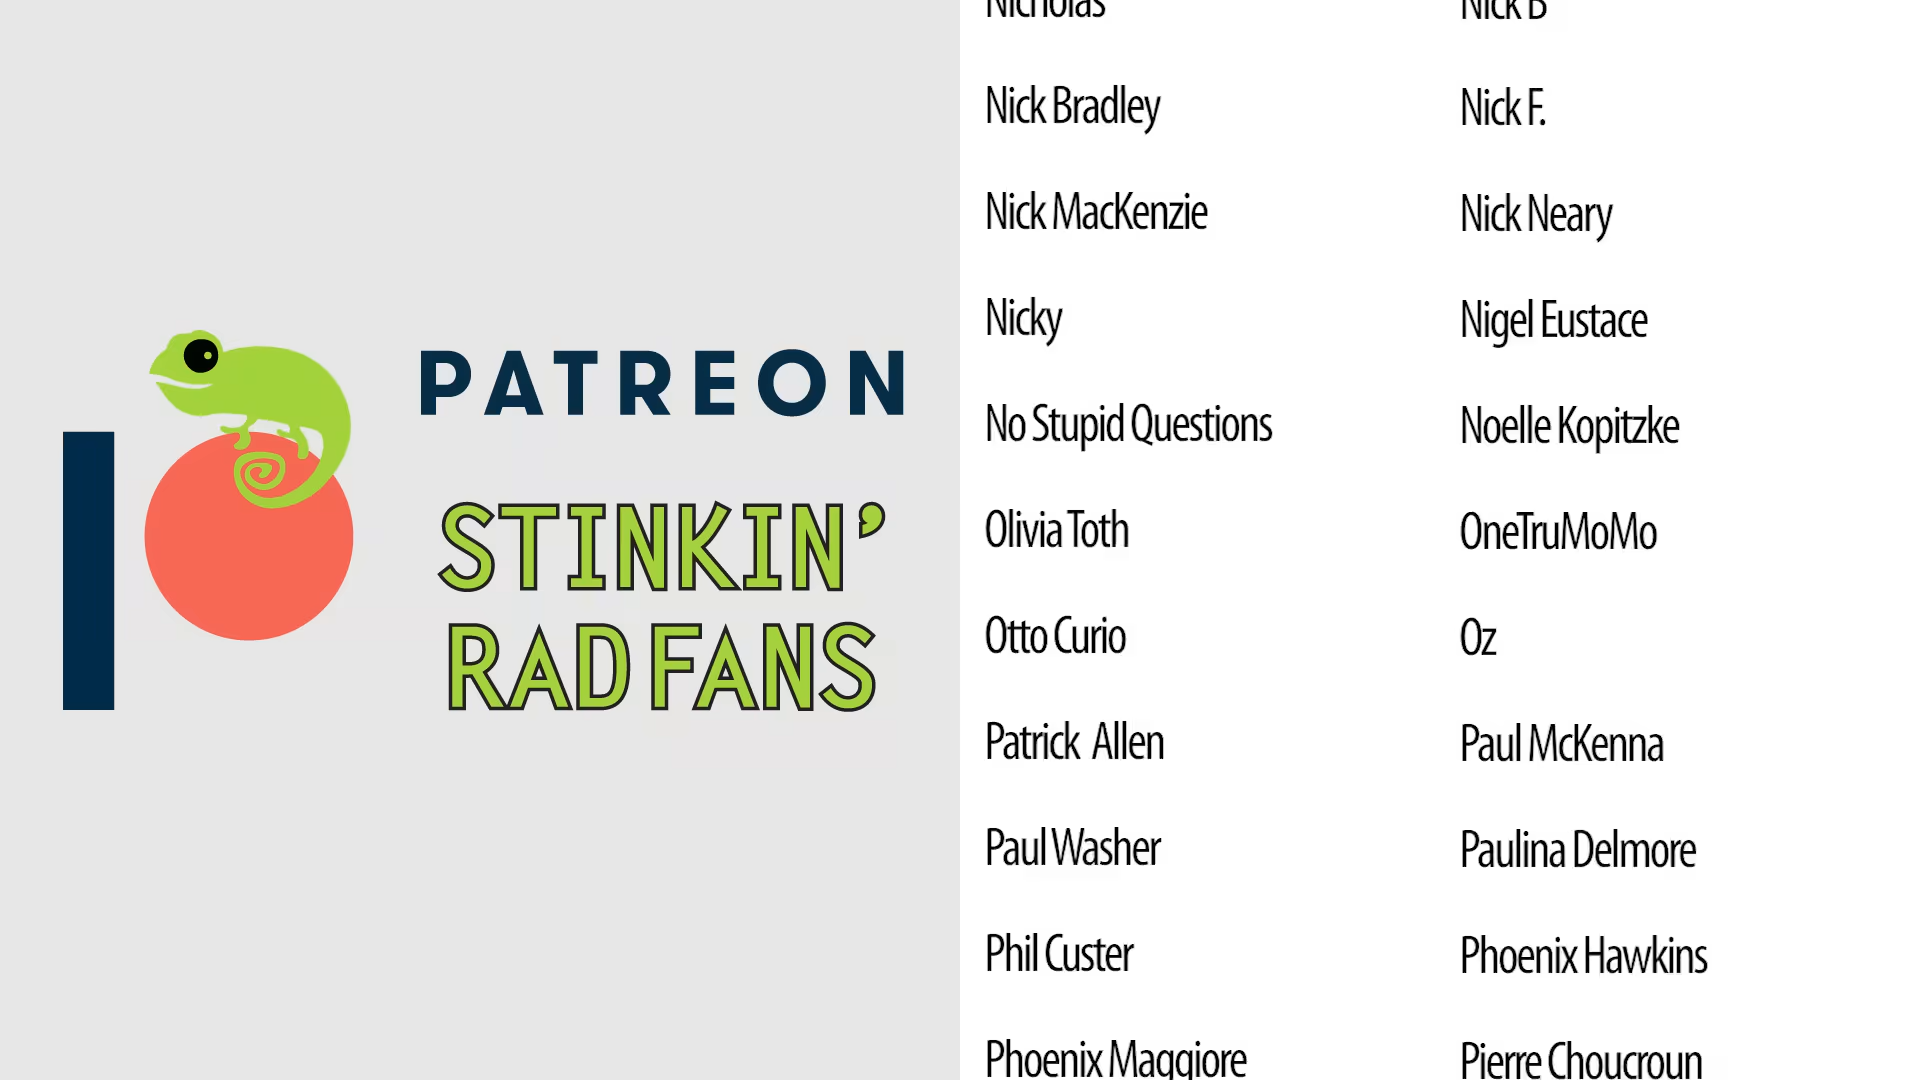 PATREON
STINKIN’
RAD FANS
Nicholas
Nick B
Nick Bradley
Nick F.
Nick MacKenzie
Nick Neary
Nicky
Nigel Eustace
No Stupid Questions
Noelle Kopitzke
Olivia Toth
OneTruMoMo
Otto Curio
Oz
Patrick  Allen
Paul McKenna
Paul Washer
Paulina Delmore
Phil Custer
Phoenix Hawkins
Phoenix Maggiore
Pierre Choucroun